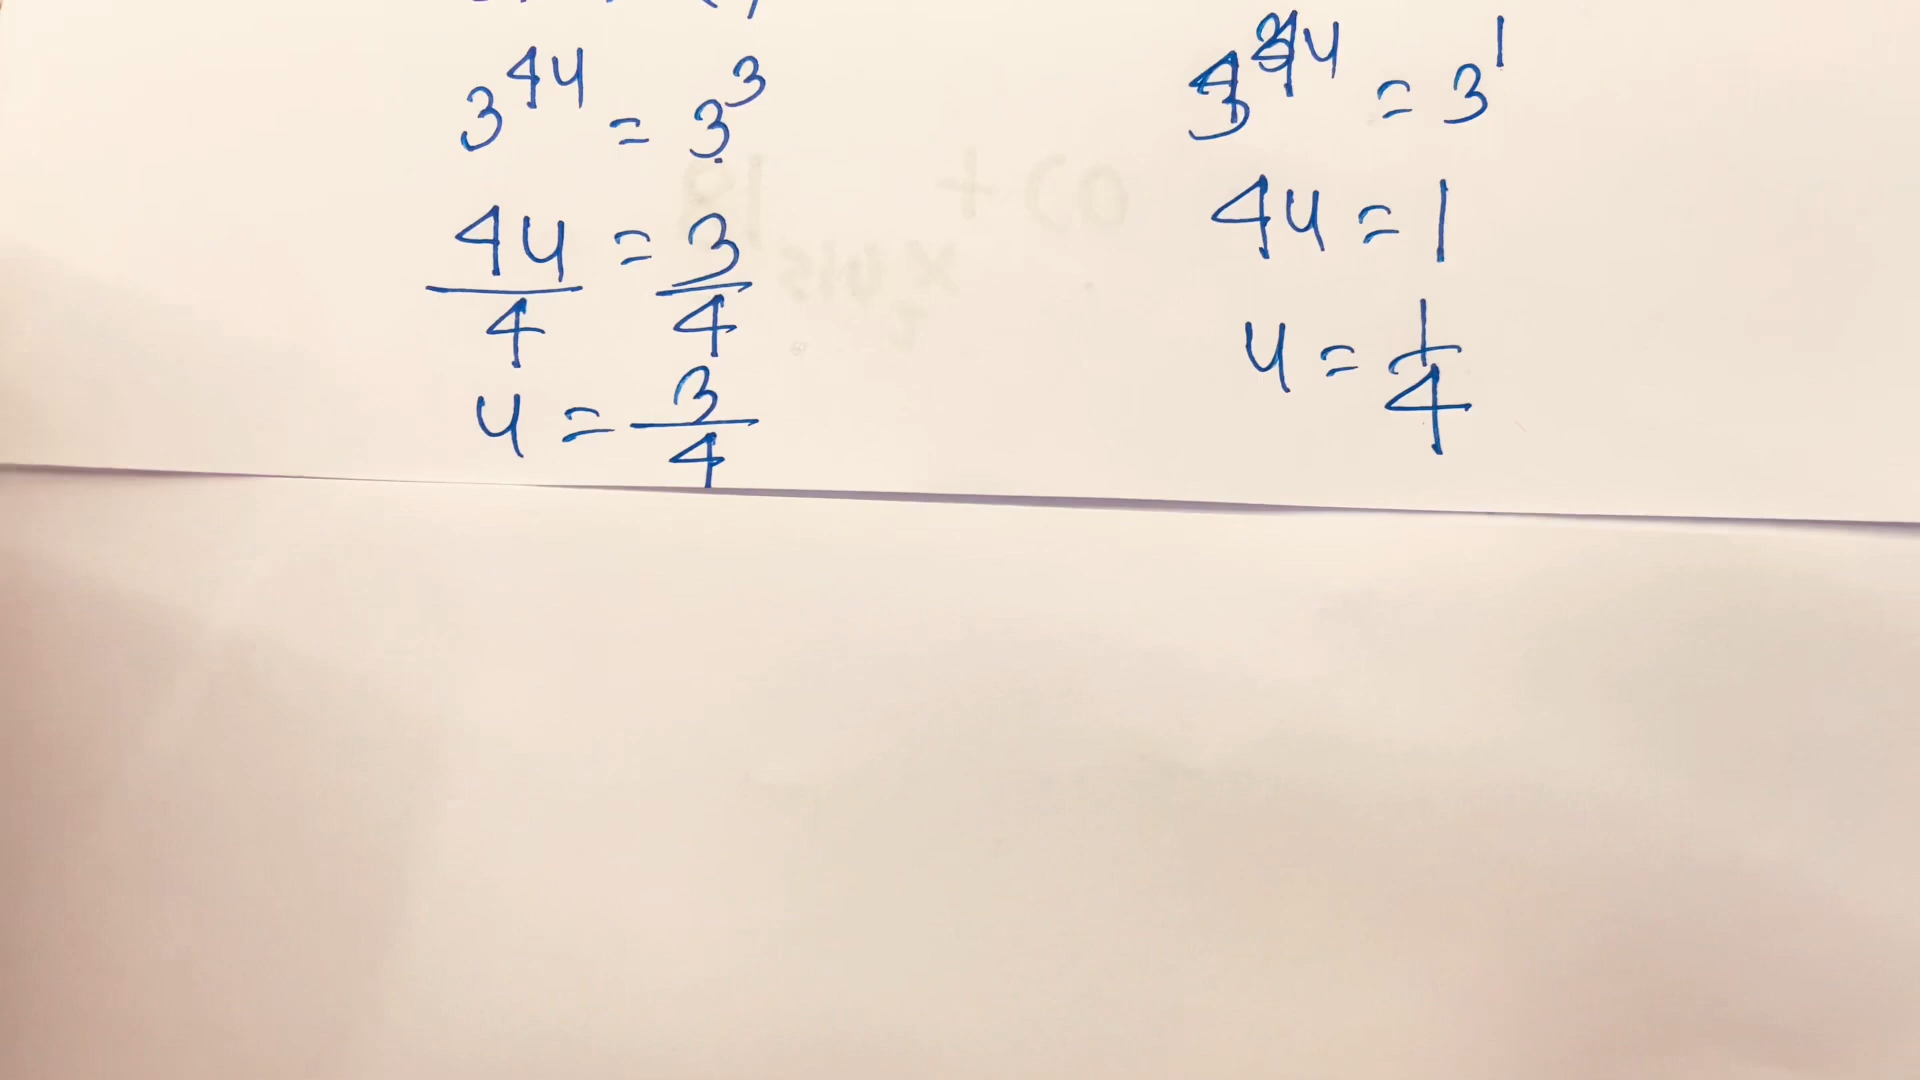 3^4y = 3^3
4y/4 = 3/4
y = 3/4
3^4y = 3^1
4y = 1
y = 1/4